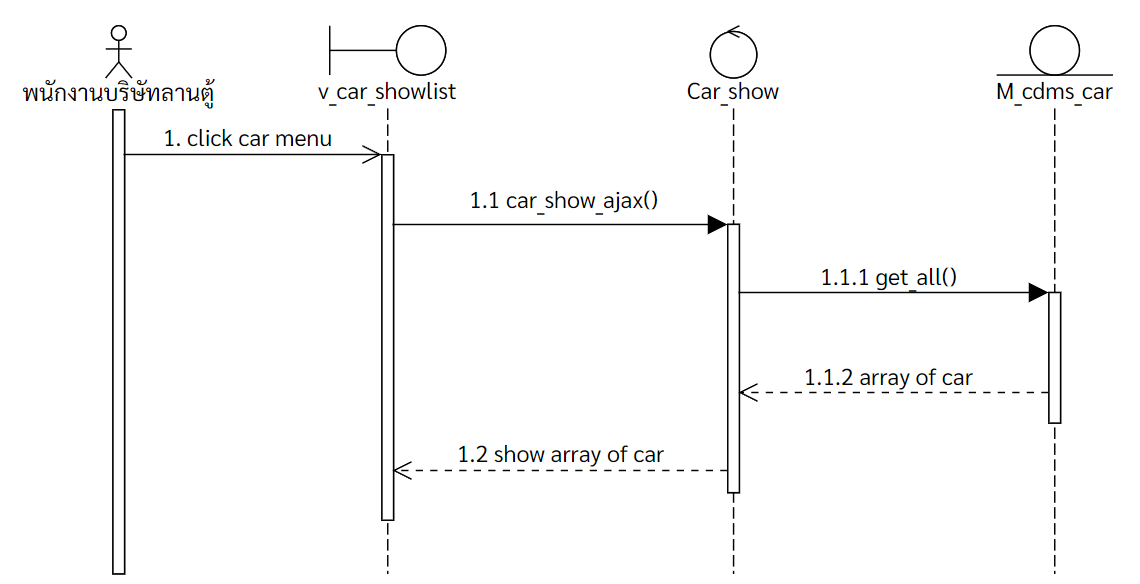 พนักงานบริษัทลานตู้
v_car_showlist
Car_show
M_cdms_car
1. click car menu
1.1 car_show_ajax()
1.1.1 get_all()
1.1.2 array of car
1.2 show array of car